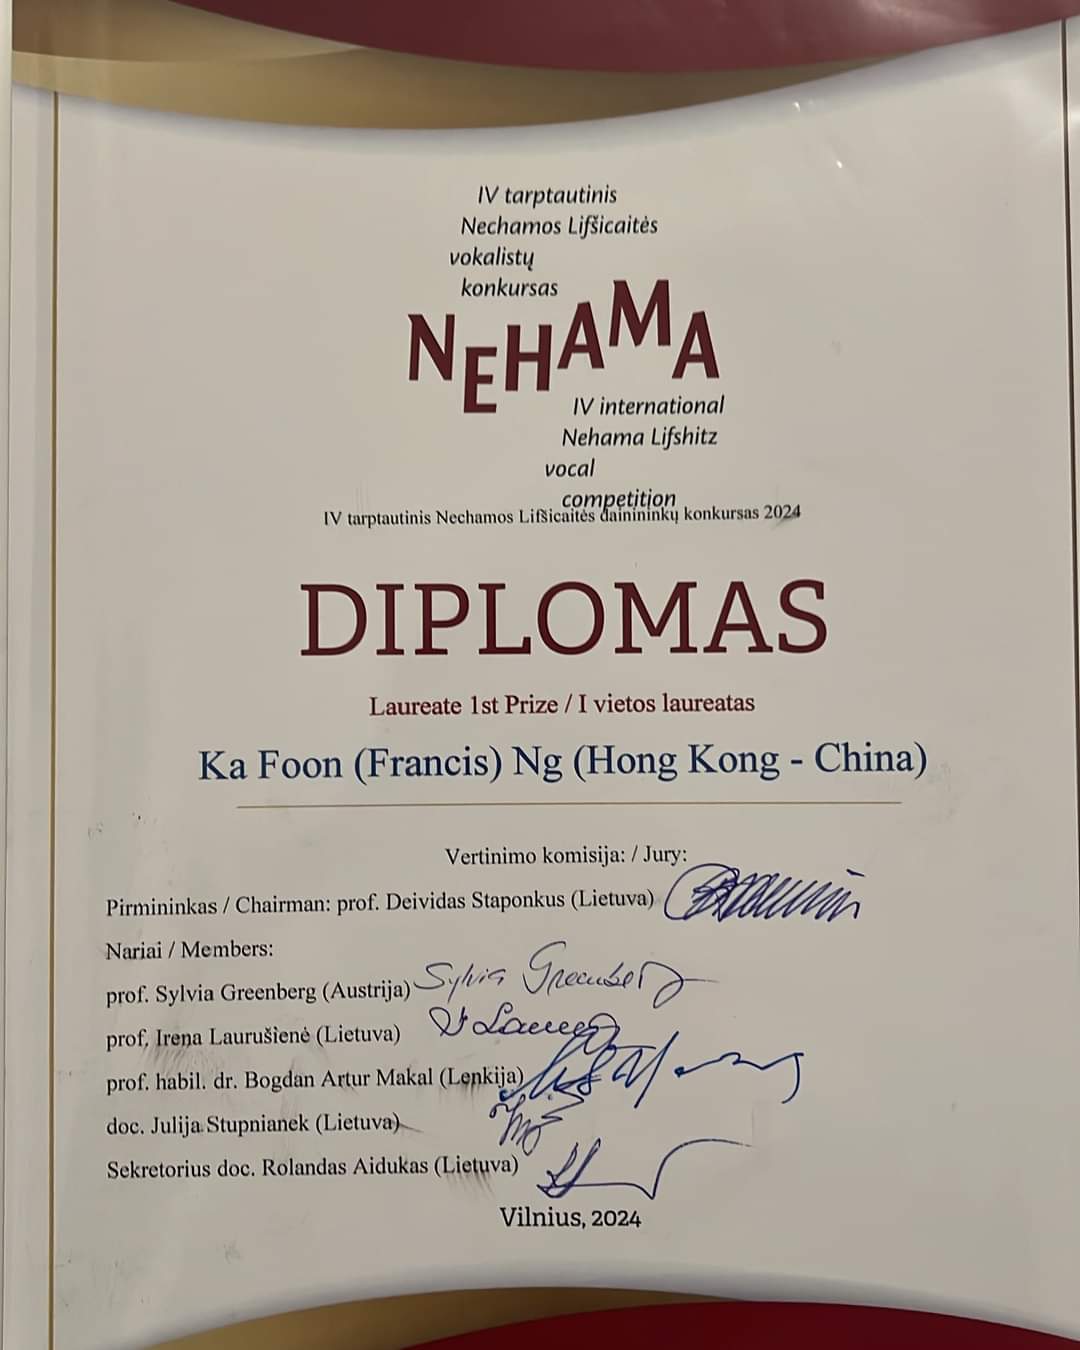 IV tarptautinis
Nechamos Lifšicaitės
vokalistų
konkursas
NEHAMA
IV international
Nehama Lifshitz
vocal
competition
IV tarptautinis Nechamos Lifšicaitės dainininkų konkursas 2024
DIPLOMAS
Laureate 1st Prize / I vietos laureatas
Ka Foon (Francis) Ng (Hong Kong - China)
Vertinimo komisija: / Jury:
Pirmininkas / Chairman: prof. Deividas Staponkus (Lietuva)
Nariai / Members:
prof. Sylvia Greenberg (Austrija) Sylvia Greenberg
prof. Irena Laurušienė (Lietuva)
prof. habil. dr. Bogdan Artur Makal (Lenkija)
doc. Julija Stupnianek (Lietuva)
Sekretorius doc. Rolandas Aidukas (Lietuva)
Vilnius, 2024